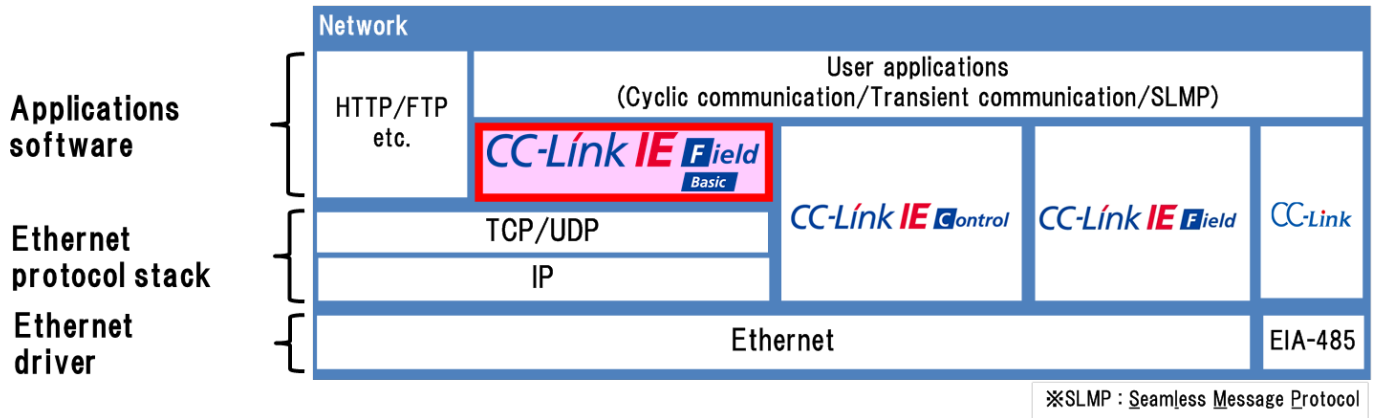 Network
Applications
software
HTTP/FTP
etc.
User applications
(Cyclic communication/Transient communication/SLMP)
CC-Link IE Field
Basic
CC-Link IE Control
CC-Link IE Field
CC-Link
Ethernet
protocol stack
TCP/UDP
IP
Ethernet
driver
Ethernet
EIA-485
※SLMP : Seamless Message Protocol